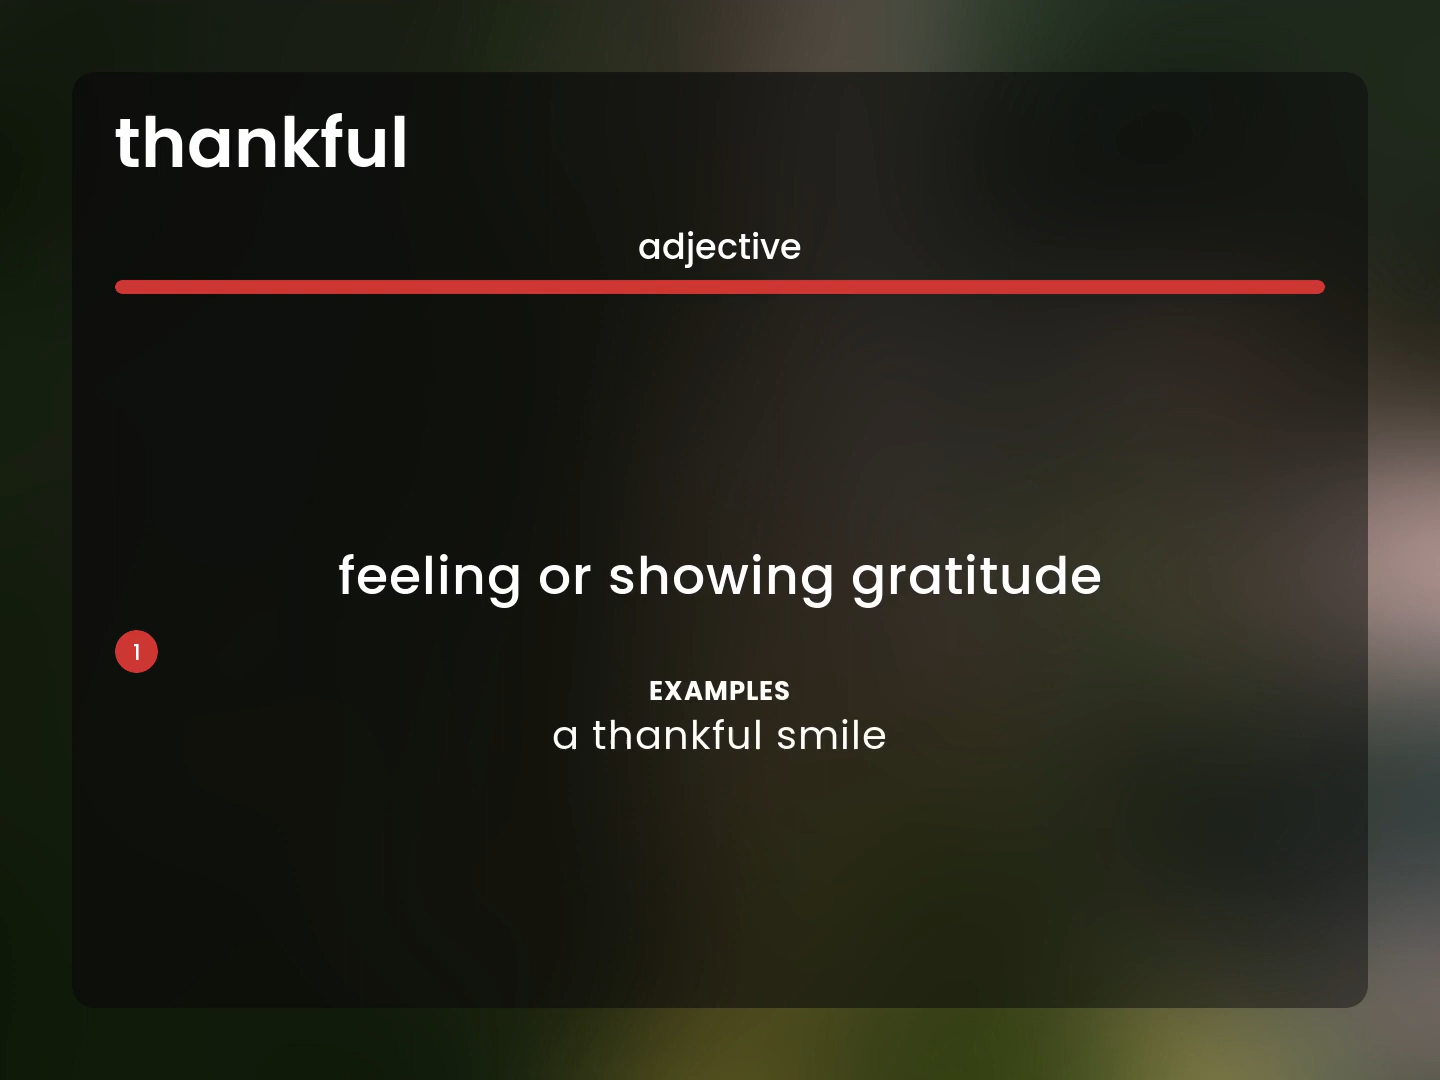 thankful
adjective
feeling or showing gratitude
1
EXAMPLES
a thankful smile